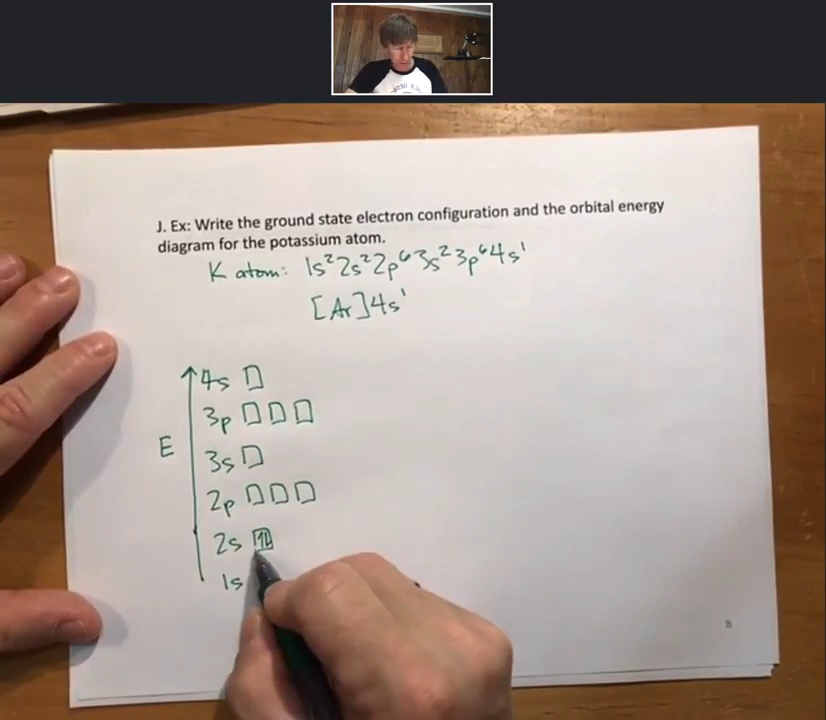 J. Ex: Write the ground state electron configuration and the orbital energy
diagram for the potassium atom.
K atom: 1s²2s²2p⁶3s²3p⁶4s¹
[Ar]4s¹
4s
3p
E
3s
2p
2s ↑↓
1s
8